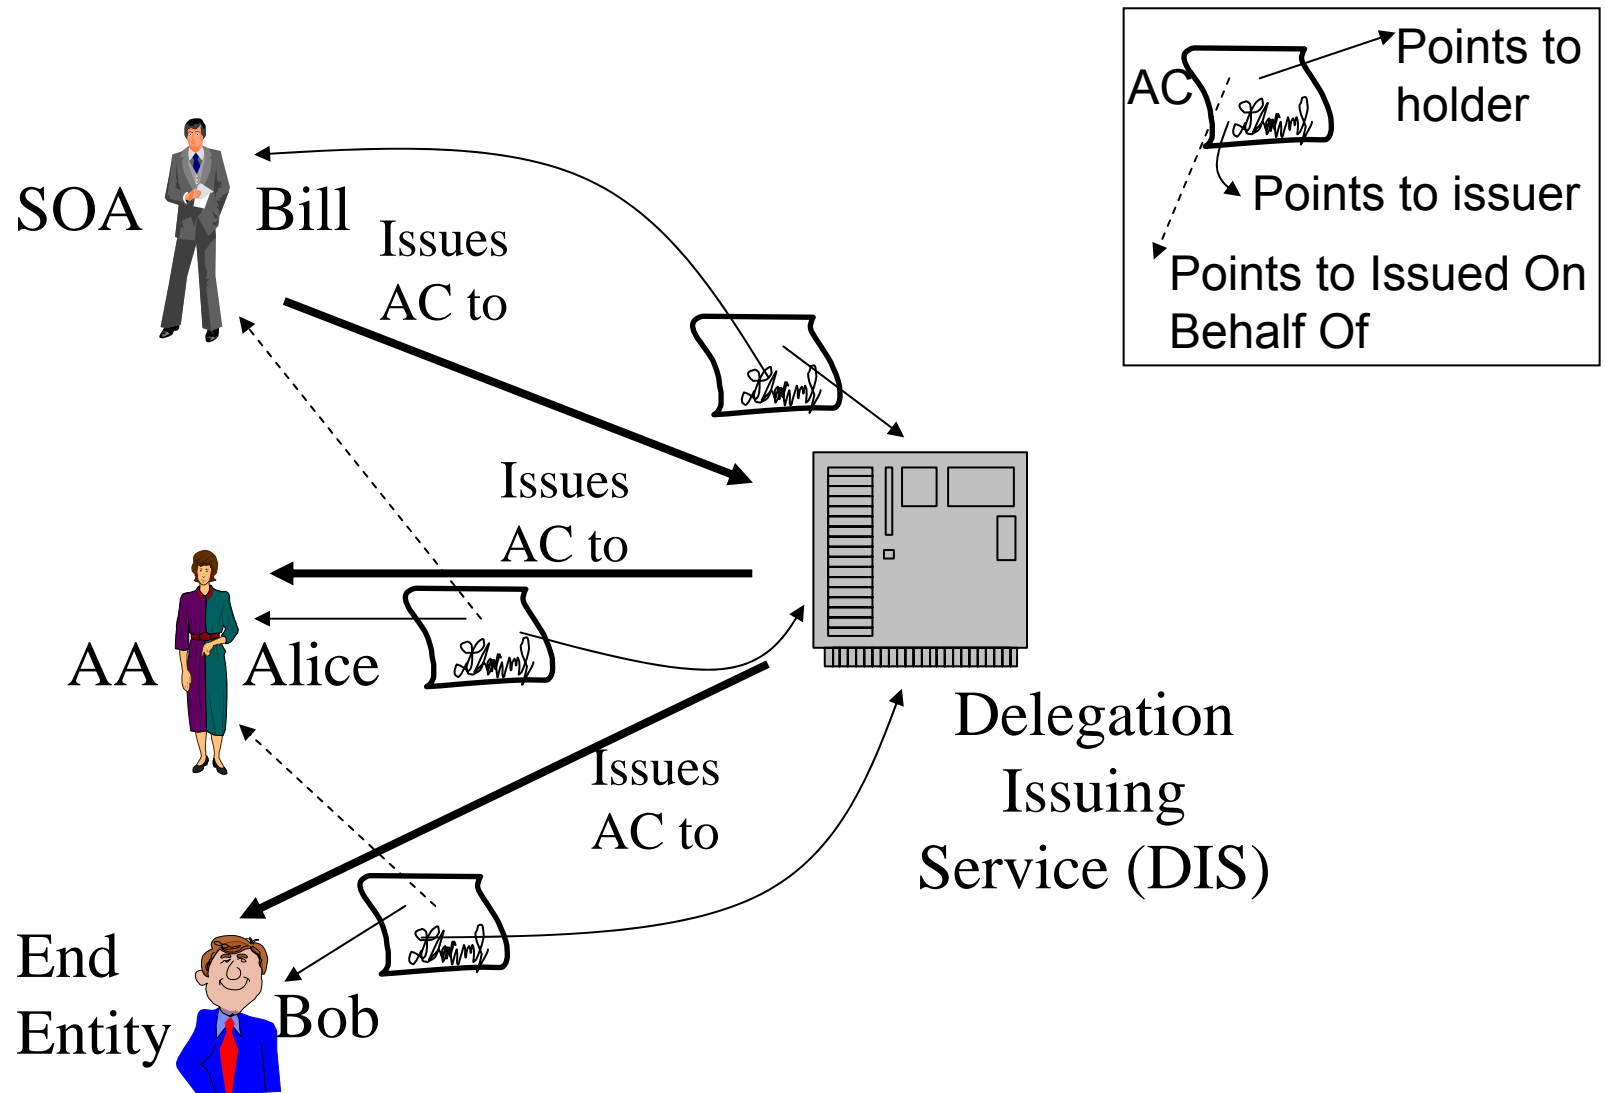 AC
Points to
holder
Points to issuer
Points to Issued On
Behalf Of
SOA
Bill
Issues
AC to
Issues
AC to
AA
Alice
Issues
AC to
Delegation
Issuing
Service (DIS)
End
Entity
Bob